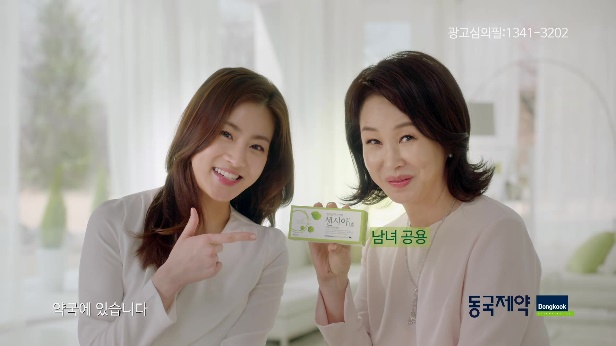 광고심의필:1341-3202
센시아
남녀 공용
약국에 있습니다
동국제약
Dongkook